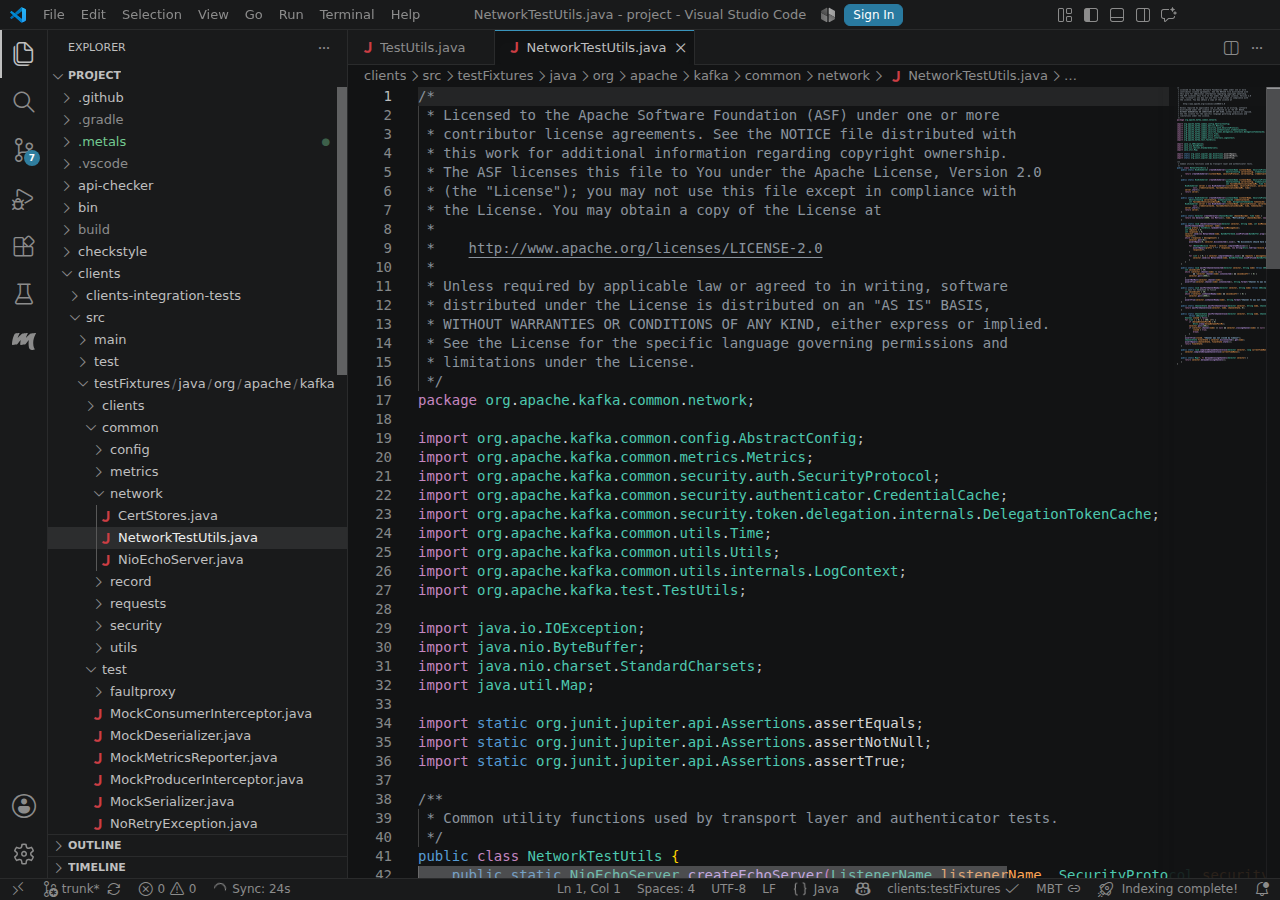 File Edit Selection View Go Run Terminal Help NetworkTestUtils.java - project - Visual Studio Code Sign In
EXPLORER
PROJECT
.github
.gradle
.metals
.vscode
api-checker
bin
build
checkstyle
clients
clients-integration-tests
src
main
test
testFixtures/java/org/apache/kafka
clients
common
config
metrics
network
CertStores.java
NetworkTestUtils.java
NioEchoServer.java
record
requests
security
utils
test
faultproxy
MockConsumerInterceptor.java
MockDeserializer.java
MockMetricsReporter.java
MockProducerInterceptor.java
MockSerializer.java
NoRetryException.java
OUTLINE
TIMELINE
7
TestUtils.java NetworkTestUtils.java
clients > src > testFixtures > java > org > apache > kafka > common > network > NetworkTestUtils.java > ...
1 /*
2  * Licensed to the Apache Software Foundation (ASF) under one or more
3  * contributor license agreements. See the NOTICE file distributed with
4  * this work for additional information regarding copyright ownership.
5  * The ASF licenses this file to You under the Apache License, Version 2.0
6  * (the "License"); you may not use this file except in compliance with
7  * the License. You may obtain a copy of the License at
8  *
9  *    http://www.apache.org/licenses/LICENSE-2.0
10  *
11  * Unless required by applicable law or agreed to in writing, software
12  * distributed under the License is distributed on an "AS IS" BASIS,
13  * WITHOUT WARRANTIES OR CONDITIONS OF ANY KIND, either express or implied.
14  * See the License for the specific language governing permissions and
15  * limitations under the License.
16  */
17 package org.apache.kafka.common.network;
18
19 import org.apache.kafka.common.config.AbstractConfig;
20 import org.apache.kafka.common.metrics.Metrics;
21 import org.apache.kafka.common.security.auth.SecurityProtocol;
22 import org.apache.kafka.common.security.authenticator.CredentialCache;
23 import org.apache.kafka.common.security.token.delegation.internals.DelegationTokenCache;
24 import org.apache.kafka.common.utils.Time;
25 import org.apache.kafka.common.utils.Utils;
26 import org.apache.kafka.common.utils.internals.LogContext;
27 import org.apache.kafka.test.TestUtils;
28
29 import java.io.IOException;
30 import java.nio.ByteBuffer;
31 import java.nio.charset.StandardCharsets;
32 import java.util.Map;
33
34 import static org.junit.jupiter.api.Assertions.assertEquals;
35 import static org.junit.jupiter.api.Assertions.assertNotNull;
36 import static org.junit.jupiter.api.Assertions.assertTrue;
37
38 /**
39  * Common utility functions used by transport layer and authenticator tests.
40  */
41 public class NetworkTestUtils {
42     public static NioEchoServer createEchoServer(ListenerName listenerName, SecurityProtocol security
trunk* 0 0 Sync: 24s Ln 1, Col 1 Spaces: 4 UTF-8 LF { } Java clients:testFixtures MBT Indexing complete!